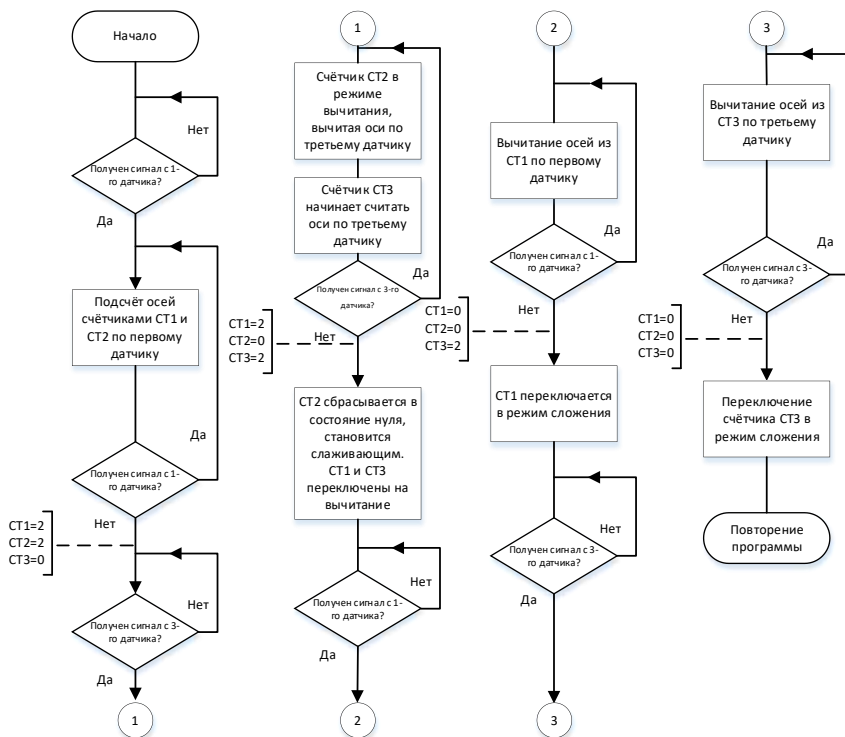 Начало
Нет
Получен сигнал с 1-
го датчика?
Да
Подсчёт осей
счётчиками СТ1 и
СТ2 по первому
датчику
Да
Получен сигнал с 1-
го датчика?
Нет
СТ1=2
СТ2=2
СТ3=0
Нет
Получен сигнал с 3-
го датчика?
Да
1
1
Счётчик СТ2 в
режиме
вычитания,
вычитая оси по
третьему датчику
Счётчик СТ3
начинает считать
оси по третьему
датчику
Да
Получен сигнал с 3-го
датчика?
Нет
СТ1=2
СТ2=0
СТ3=2
СТ2 сбрасывается в
состояние нуля,
становится
слаживающим.
СТ1 и СТ3
переключены на
вычитание
Нет
Получен сигнал с 1-
го датчика?
Да
2
2
Вычитание осей из
СТ1 по первому
датчику
Да
Получен сигнал с 1-
го датчика?
Нет
СТ1=0
СТ2=0
СТ3=2
СТ1 переключается
в режим сложения
Нет
Получен сигнал с 3-
го датчика?
Да
3
3
Вычитание осей из
СТ3 по третьему
датчику
Да
Получен сигнал с 3-
го датчика?
Нет
СТ1=0
СТ2=0
СТ3=0
Переключение
счётчика СТ3 в
режим сложения
Повторение
программы